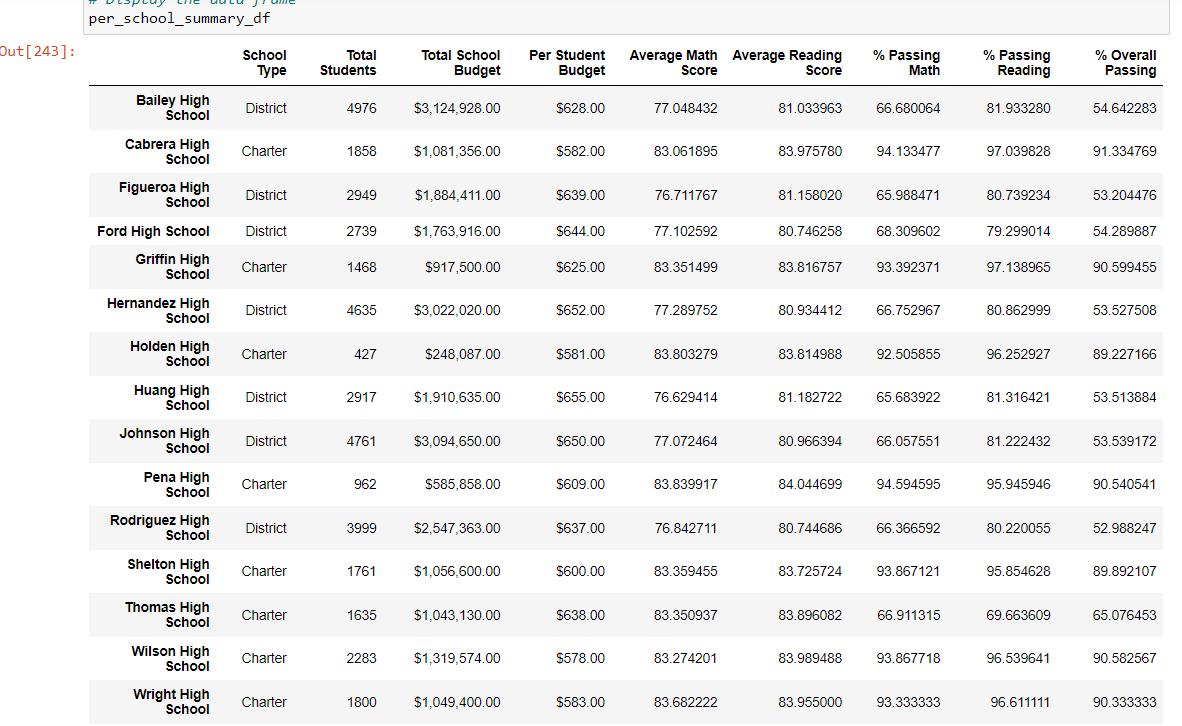 # Display the data frame
per_school_summary_df
Out[243]:
School Type Total Students Total School Budget Per Student Budget Average Math Score Average Reading Score % Passing Math % Passing Reading % Overall Passing
Bailey High School District 4976 $3,124,928.00 $628.00 77.048432 81.033963 66.680064 81.933280 54.642283
Cabrera High School Charter 1858 $1,081,356.00 $582.00 83.061895 83.975780 94.133477 97.039828 91.334769
Figueroa High School District 2949 $1,884,411.00 $639.00 76.711767 81.158020 65.988471 80.739234 53.204476
Ford High School District 2739 $1,763,916.00 $644.00 77.102592 80.746258 68.309602 79.299014 54.289887
Griffin High School Charter 1468 $917,500.00 $625.00 83.351499 83.816757 93.392371 97.138965 90.599455
Hernandez High School District 4635 $3,022,020.00 $652.00 77.289752 80.934412 66.752967 80.862999 53.527508
Holden High School Charter 427 $248,087.00 $581.00 83.803279 83.814988 92.505855 96.252927 89.227166
Huang High School District 2917 $1,910,635.00 $655.00 76.629414 81.182722 65.683922 81.316421 53.513884
Johnson High School District 4761 $3,094,650.00 $650.00 77.072464 80.966394 66.057551 81.222432 53.539172
Pena High School Charter 962 $585,858.00 $609.00 83.839917 84.044699 94.594595 95.945946 90.540541
Rodriguez High School District 3999 $2,547,363.00 $637.00 76.842711 80.744686 66.366592 80.220055 52.988247
Shelton High School Charter 1761 $1,056,600.00 $600.00 83.359455 83.725724 93.867121 95.854628 89.892107
Thomas High School Charter 1635 $1,043,130.00 $638.00 83.350937 83.896082 66.911315 69.663609 65.076453
Wilson High School Charter 2283 $1,319,574.00 $578.00 83.274201 83.989488 93.867718 96.539641 90.582567
Wright High School Charter 1800 $1,049,400.00 $583.00 83.682222 83.955000 93.333333 96.611111 90.333333